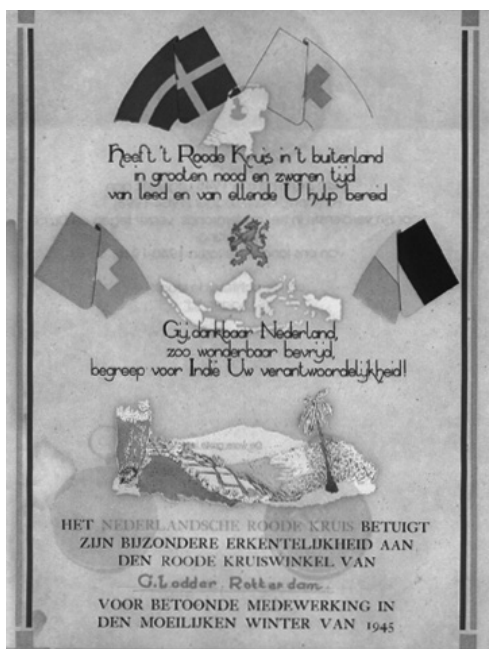 Heeft 't Roode Kruis in 't buitenland
in grooten nood en zwaren tijd
van leed en van ellende U hulp bereid
Gij, dankbaar Nederland,
zoo wonderbaar bevrijd,
begreep voor Indië Uw verantwoordelijkheid!
HET NEDERLANDSCHE ROODE KRUIS BETUIGT
ZIJN BIJZONDERE ERKENTELIJKHEID AAN
DEN ROODE KRUISWINKEL VAN
G. Lodder. Rotterdam.
VOOR BETOONDE MEDEWERKING IN
DEN MOEILIJKEN WINTER VAN 1945